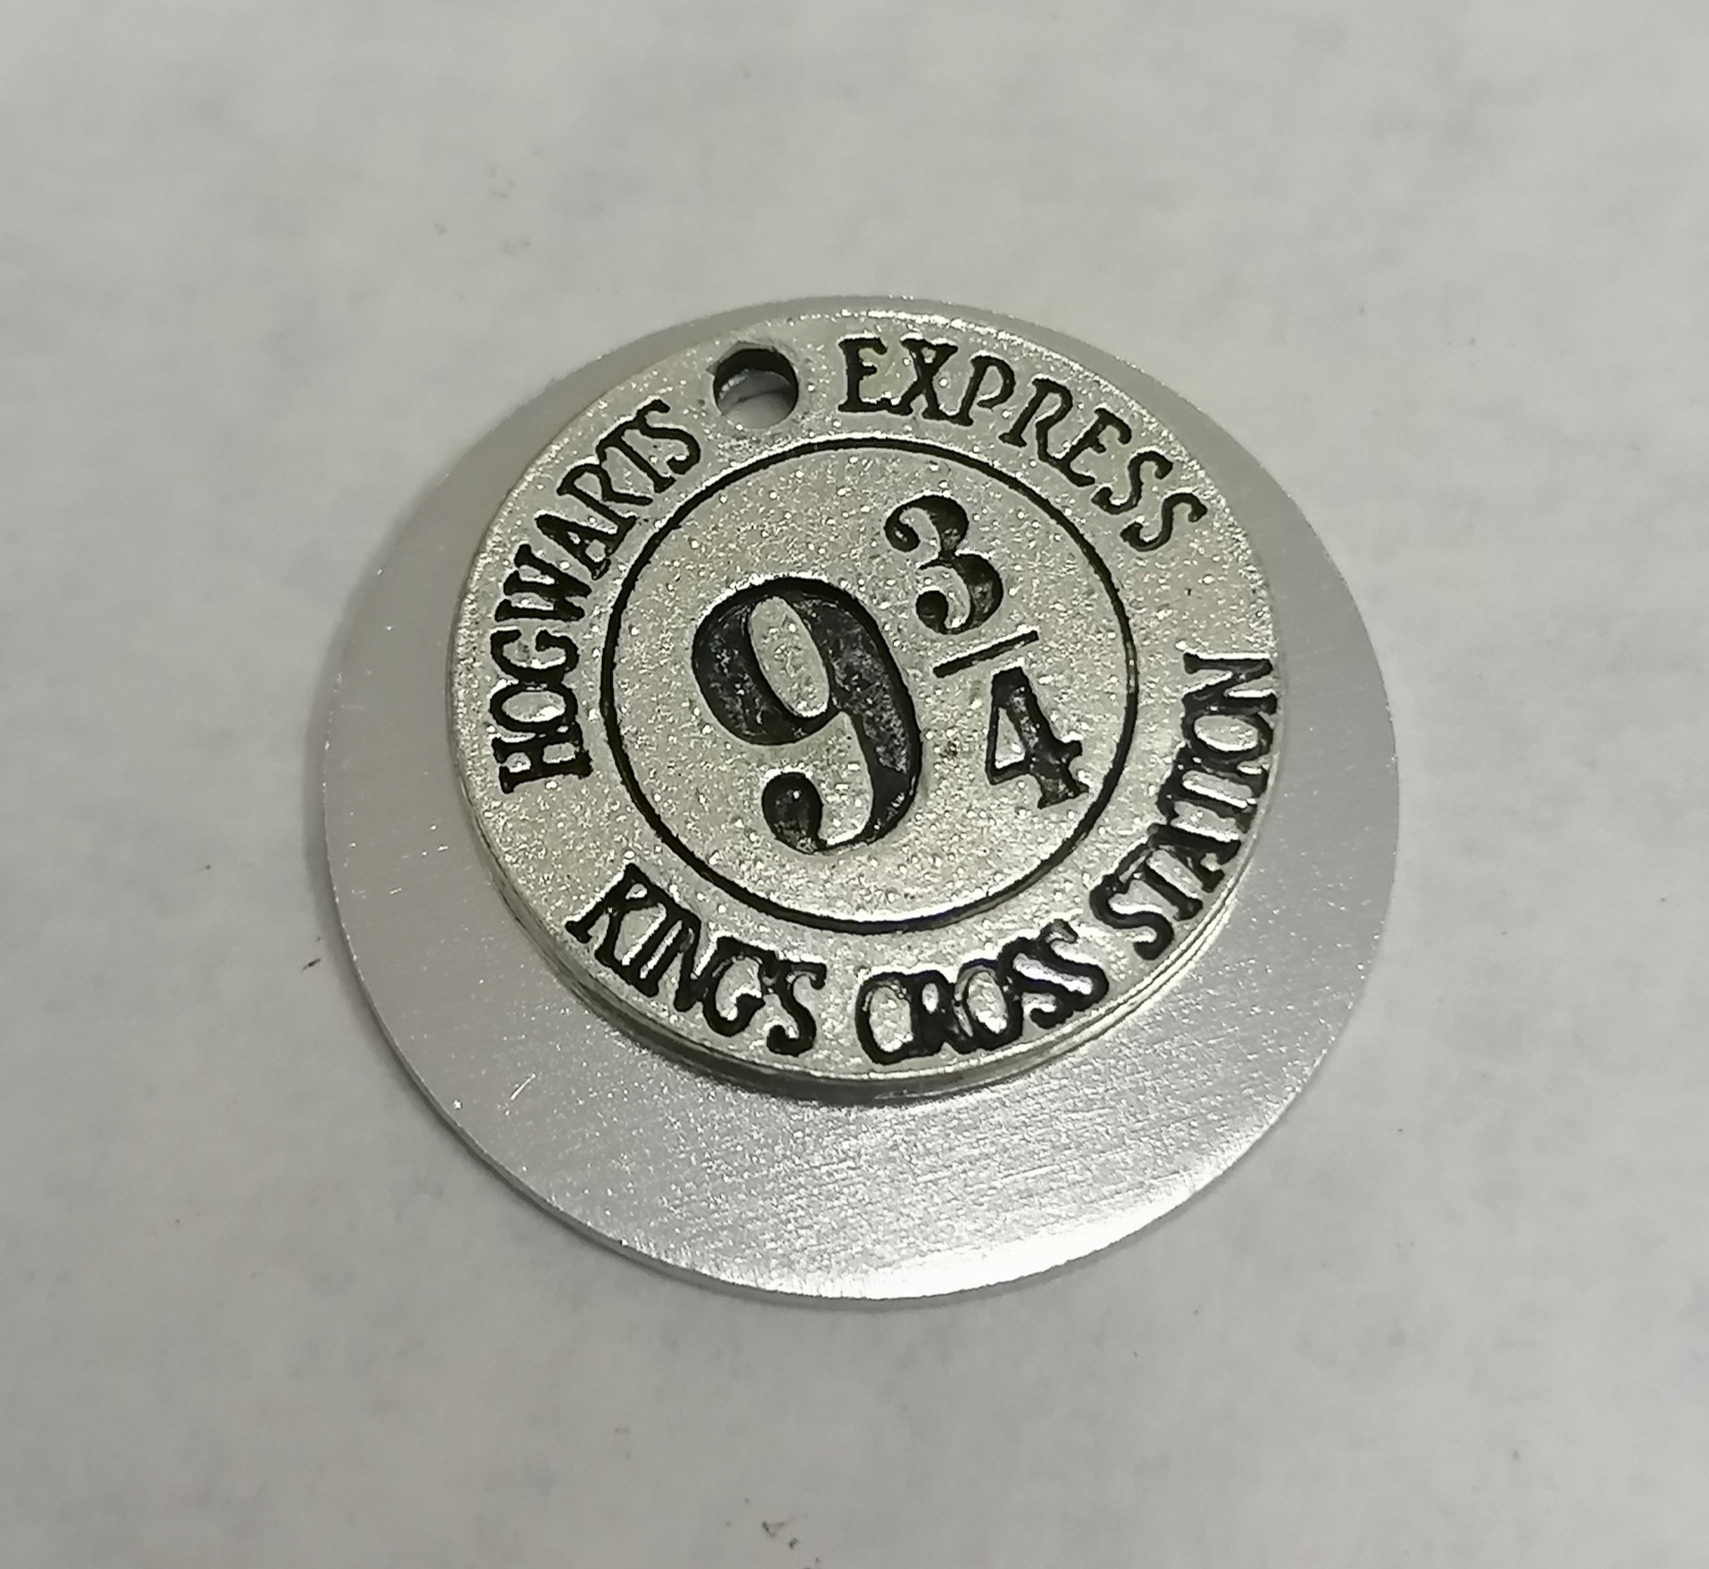 HOGWARTS EXPRESS
9 3/4
KING'S CROSS STATION